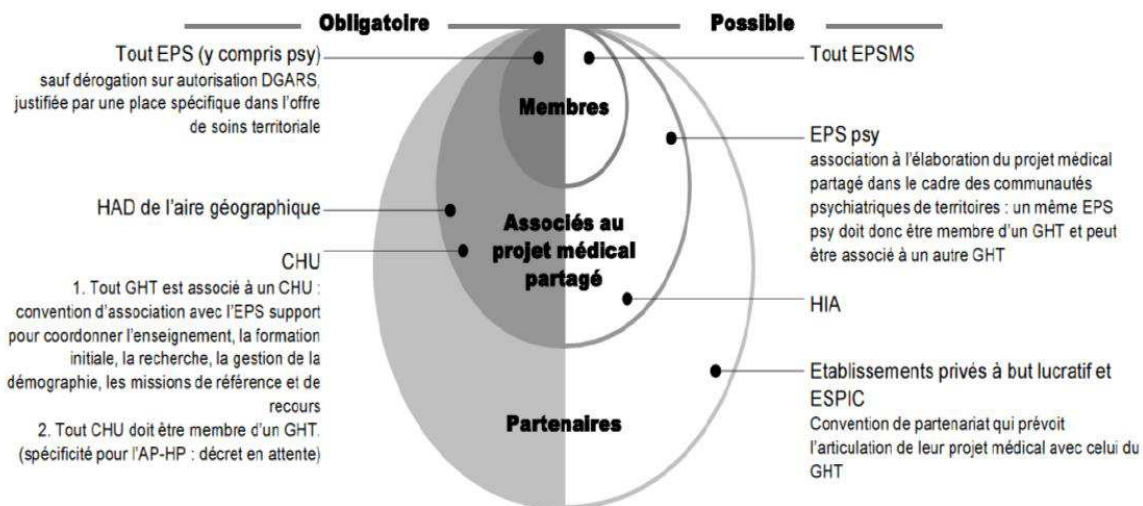 Obligatoire
Possible
Tout EPS (y compris psy)
sauf dérogation sur autorisation DGARS,
justifiée par une place spécifique dans l'offre
de soins territoriale
HAD de l'aire géographique
CHU
1. Tout GHT est associé à un CHU :
convention d'association avec l'EPS support
pour coordonner l'enseignement, la formation
initiale, la recherche, la gestion de la
démographie, les missions de référence et de
recours
2. Tout CHU doit être membre d'un GHT.
(spécificité pour l'AP-HP : décret en attente)
Membres
Associés au
projet médical
partagé
Partenaires
Tout EPSMS
EPS psy
association à l'élaboration du projet médical
partagé dans le cadre des communautés
psychiatriques de territoires : un même EPS
psy doit donc être membre d'un GHT et peut
être associé à un autre GHT
HIA
Etablissements privés à but lucratif et
ESPIC
Convention de partenariat qui prévoit
l'articulation de leur projet médical avec celui du
GHT